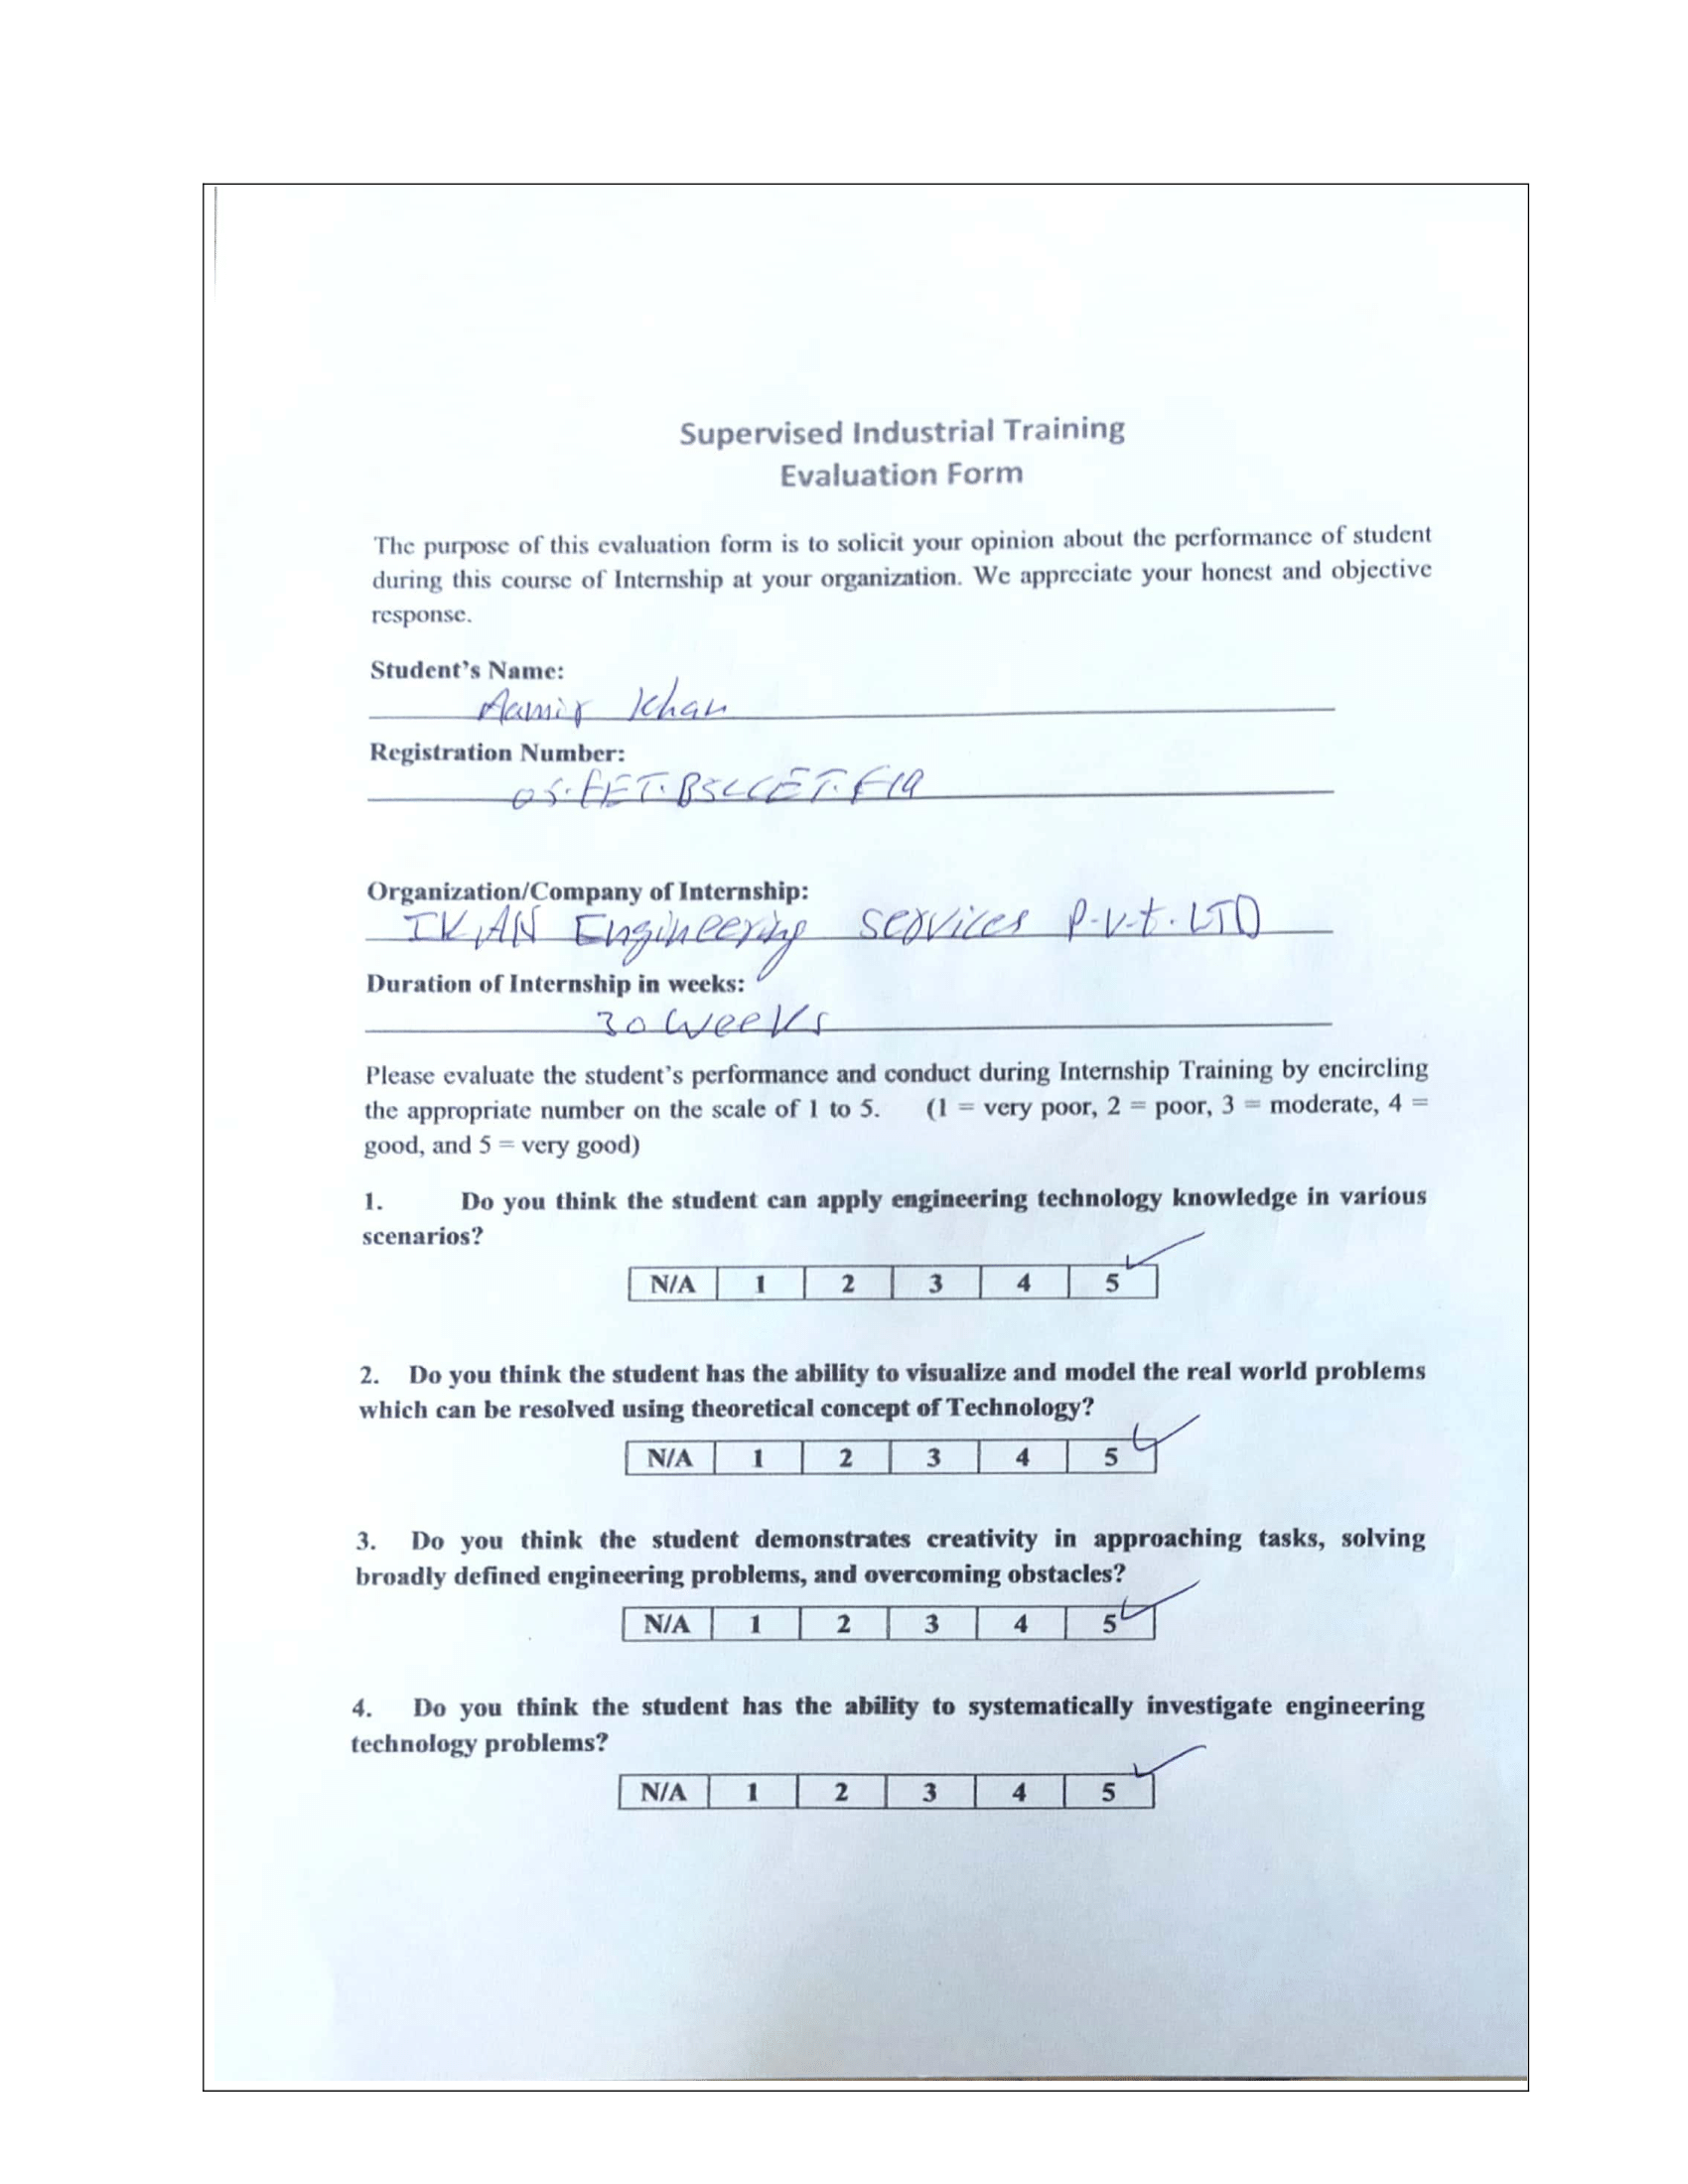 Supervised Industrial Training
Evaluation Form
The purpose of this evaluation form is to solicit your opinion about the performance of student
during this course of Internship at your organization. We appreciate your honest and objective
response.
Student's Name:
Aamir Khan
Registration Number:
05.FET.BSCCET.F19
Organization/Company of Internship:
IKAN Engineering Services P.v.t.LTD
Duration of Internship in weeks:
30 weeks
Please evaluate the student's performance and conduct during Internship Training by encircling
the appropriate number on the scale of 1 to 5. (1 = very poor, 2 = poor, 3 = moderate, 4 =
good, and 5 = very good)
1. Do you think the student can apply engineering technology knowledge in various
scenarios?
N/A 1 2 3 4 5
2. Do you think the student has the ability to visualize and model the real world problems
which can be resolved using theoretical concept of Technology?
N/A 1 2 3 4 5
3. Do you think the student demonstrates creativity in approaching tasks, solving
broadly defined engineering problems, and overcoming obstacles?
N/A 1 2 3 4 5
4. Do you think the student has the ability to systematically investigate engineering
technology problems?
N/A 1 2 3 4 5